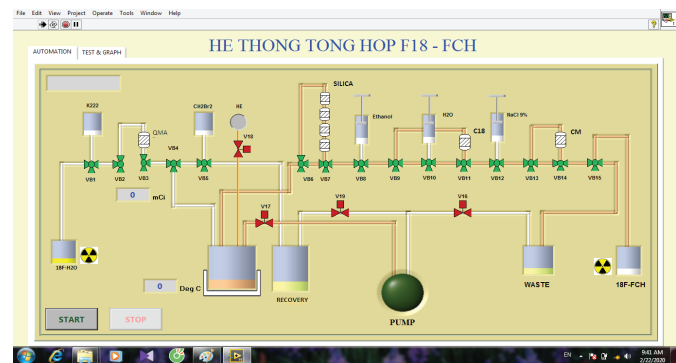 File Edit View Project Operate Tools Window Help
HE THONG TONG HOP F18 - FCH
AUTOMATION TEST & GRAPH
SILICA
K222
CH2Br2
HE
Ethanol
H2O
NaCl 9%
QMA
V18
C18
CM
VB4
VB1 VB2 VB3 VB5 VB6 VB7 VB8 VB9 VB10 VB11 VB12 VB13 VB14 VB15
0 mCi
V17 V19 V16
18F-H2O
0 Deg C
RECOVERY
WASTE
18F-FCH
START STOP
PUMP
EN
9:41 AM
2/22/2020